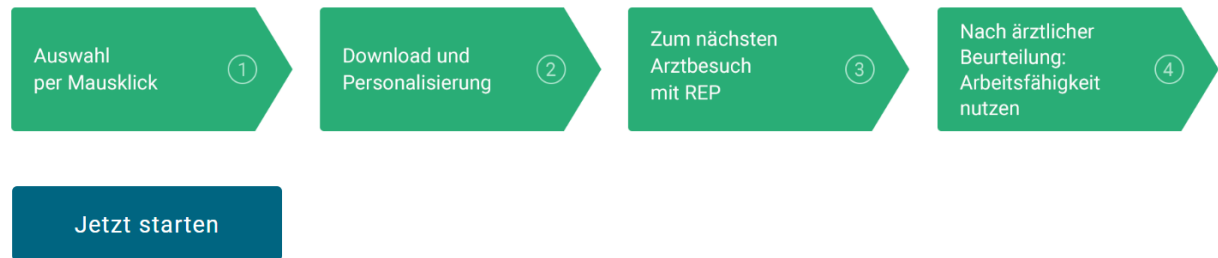 Auswahl
per Mausklick
1
Download und
Personalisierung
2
Zum nächsten
Arztbesuch
mit REP
3
Nach ärztlicher
Beurteilung:
Arbeitsfähigkeit
nutzen
4
Jetzt starten